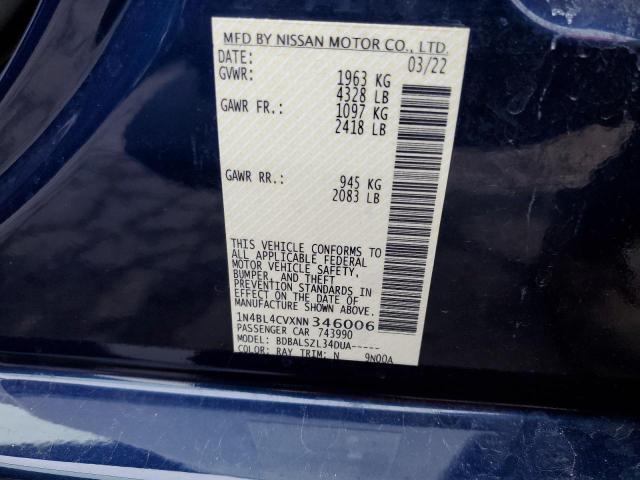 MFD BY NISSAN MOTOR CO., LTD.
DATE: 03/22
GVWR: 1963 KG
4328 LB
GAWR FR.: 1097 KG
2418 LB
GAWR RR.: 945 KG
2083 LB
THIS VEHICLE CONFORMS TO
ALL APPLICABLE FEDERAL
MOTOR VEHICLE SAFETY,
BUMPER, AND THEFT
PREVENTION STANDARDS IN
EFFECT ON THE DATE OF
MANUFACTURE SHOWN ABOVE.
1N4BL4CVXNN346006
PASSENGER CAR 743990
MODEL: BDBALSZL34DUA-----
COLOR: RAY TRIM: N 9N00A